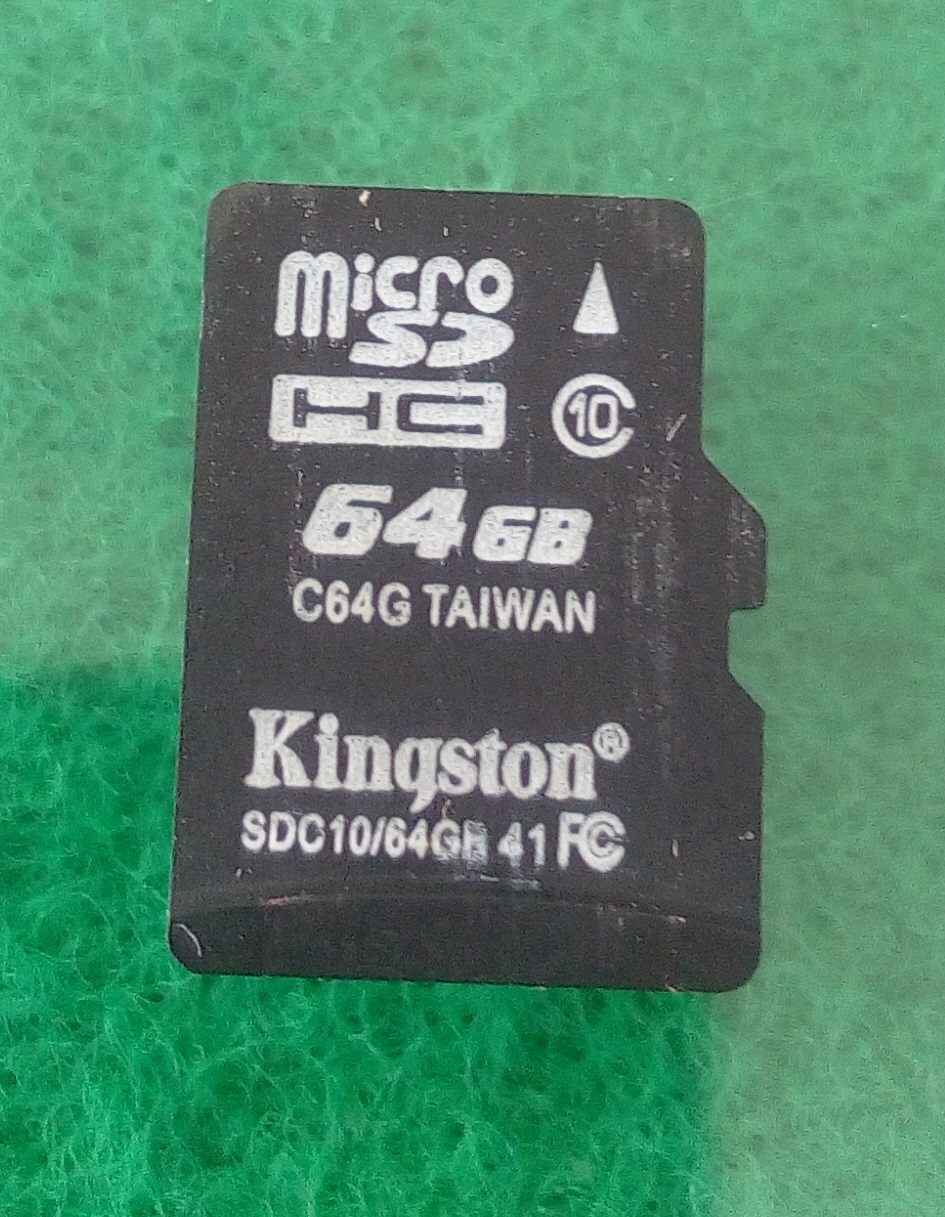 micro
SD
HC
10
64GB
C64G TAIWAN
Kingston®
SDC10/64GB 41 FC